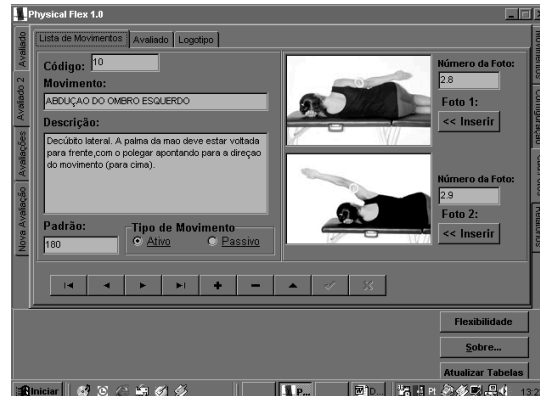 Physical Flex 1.0
Lista de Movimentos
Avaliado
Logotipo
Avaliado
Avaliado 2
Avaliações
Nova Avaliação
Código:
10
Movimento:
ABDUÇAO DO OMBRO ESQUERDO
Descrição:
Decúbito lateral. A palma da mao deve estar voltada
para frente,com o polegar apontando para a direçao
do movimento (para cima).
Padrão:
180
Tipo de Movimento
Ativo
Passivo
Número da Foto:
2.8
Foto 1:
<< Inserir
Número da Foto:
2.9
Foto 2:
<< Inserir
Movimentos
Configuração
Relatórios
Flexibilidade
Sobre...
Atualizar Tabelas
Iniciar
P...
D...
Pt